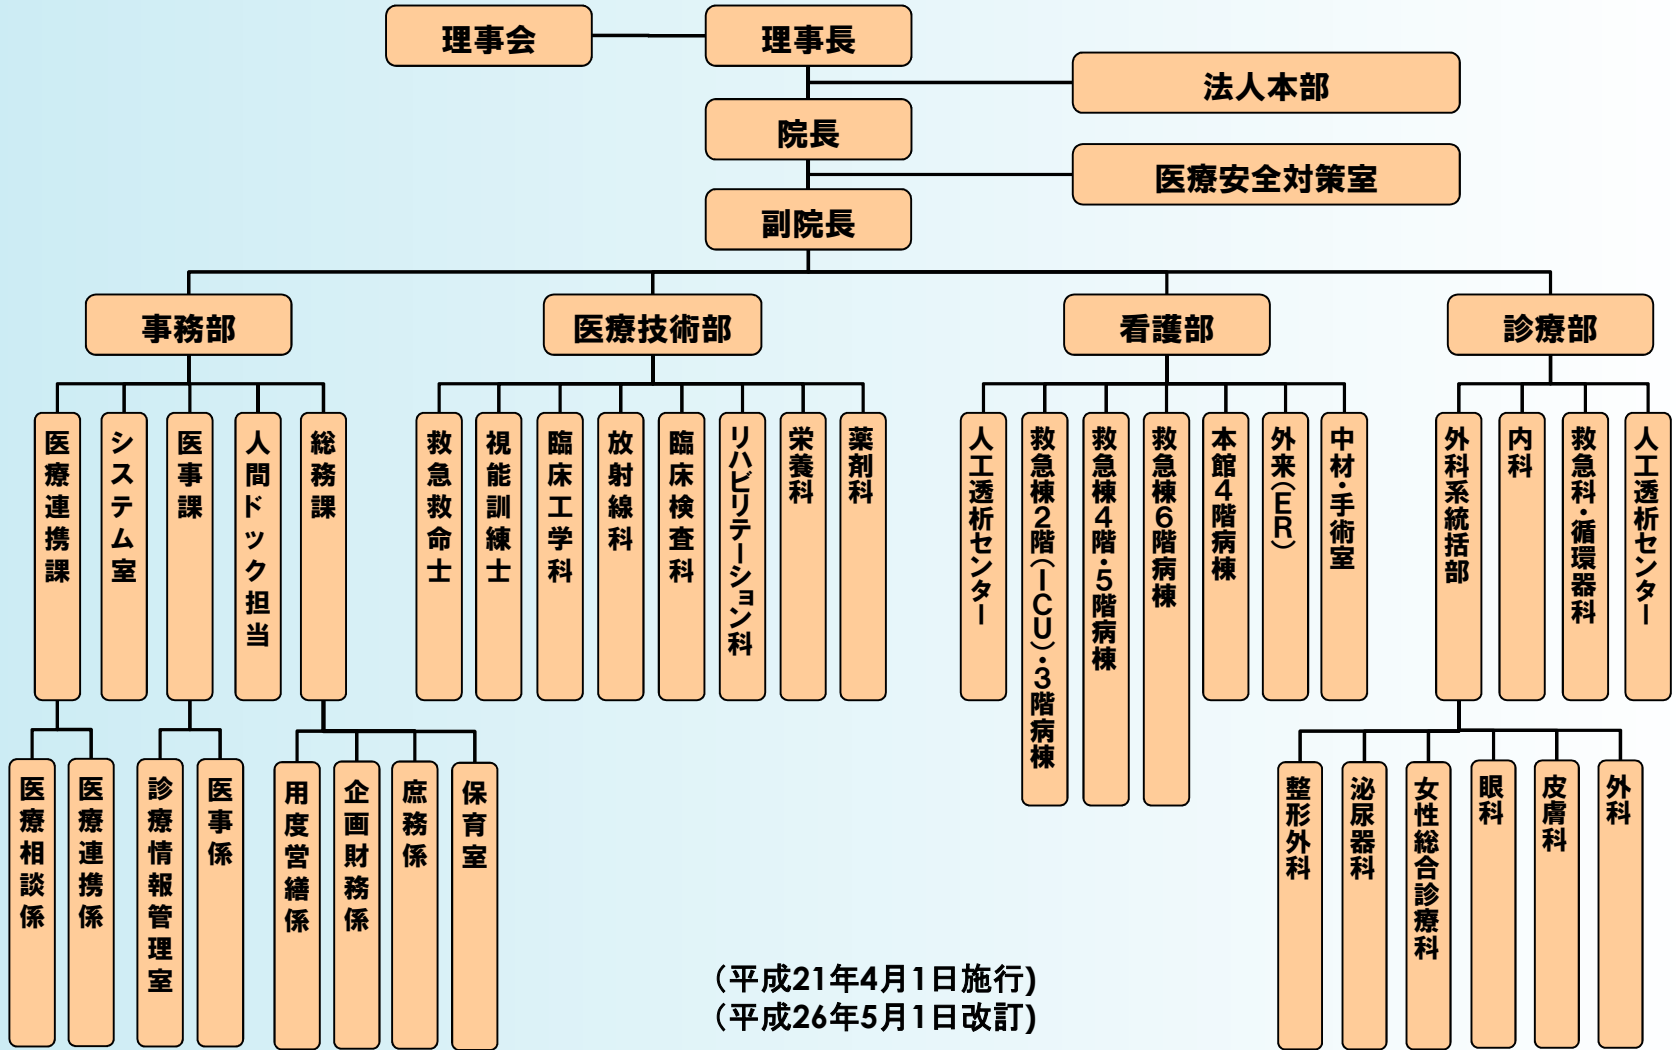 理事会
理事長
法人本部
院長
医療安全対策室
副院長
事務部
医療技術部
看護部
診療部
医療連携課
システム室
医事課
人間ドック担当
総務課
救急救命士
視能訓練士
臨床工学科
放射線科
臨床検査科
リハビリテーション科
栄養科
薬剤科
人工透析センター
救急棟2階(ICU)・3階病棟
救急棟4階・5階病棟
救急棟6階病棟
本館4階病棟
外来(ER)
中材・手術室
外科系統括部
内科
救急科・循環器科
人工透析センター
医療相談係
医療連携係
診療情報管理室
医事係
用度営繕係
企画財務係
庶務係
保育室
整形外科
泌尿器科
女性総合診療科
眼科
皮膚科
外科
(平成21年4月1日施行)
(平成26年5月1日改訂)